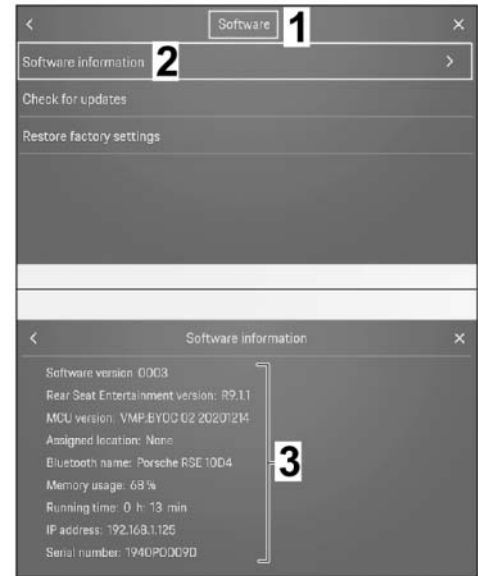 Software
1
Software information
2
Check for updates
Restore factory settings
Software information
Software version 0003
Rear Seat Entertainment version: R9.1.1
MCU version: VMP:BYOC 02 20201214
Assigned location: None
Bluetooth name: Porsche RSE 10D4
Memory usage: 68 %
Running time: 0 h: 13 min
IP address: 192.168.1.125
Serial number: 1940PD009D
3